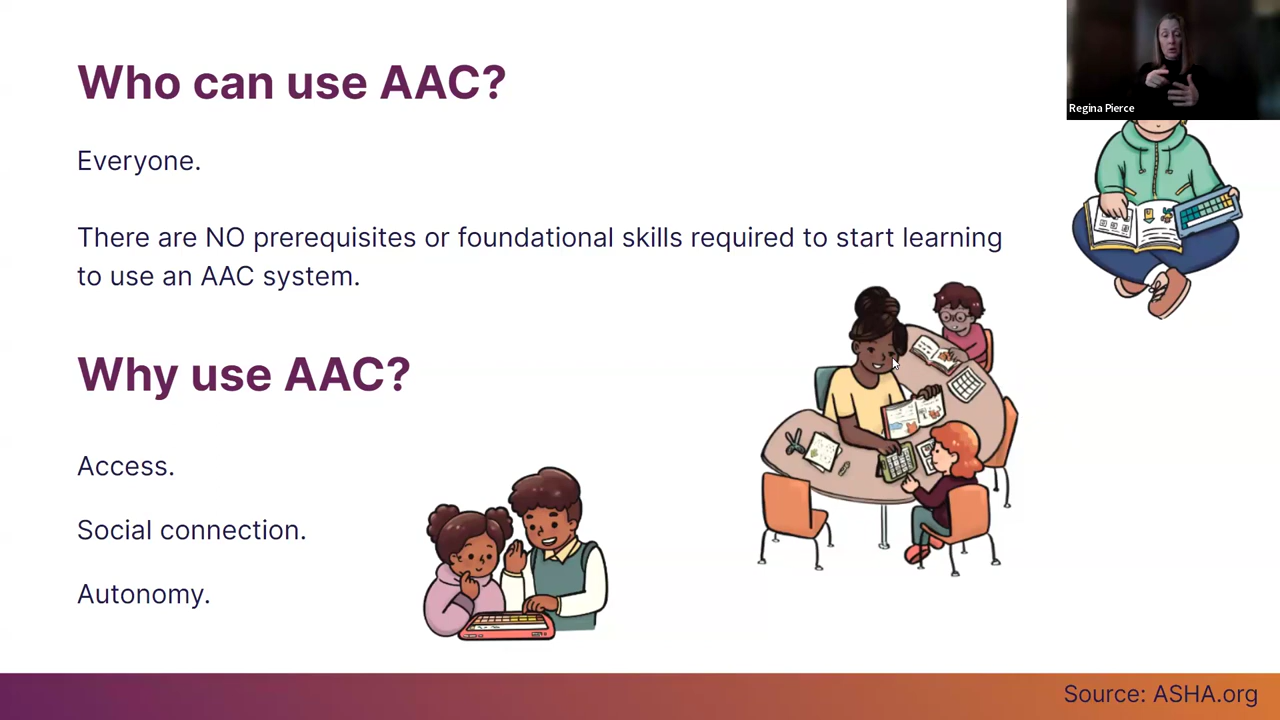 Who can use AAC?
Regina Pierce
Everyone.
There are NO prerequisites or foundational skills required to start learning
to use an AAC system.
Why use AAC?
Access.
Social connection.
Autonomy.
Source: ASHA.org